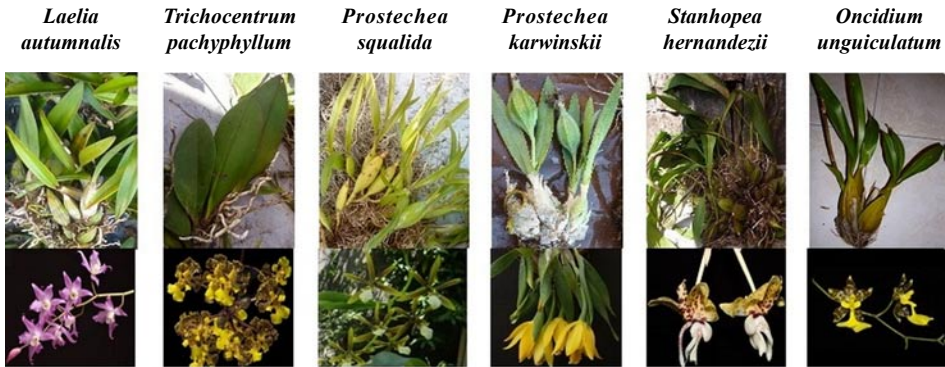 Laelia
autumnalis
Trichocentrum
pachyphyllum
Prostechea
squalida
Prostechea
karwinskii
Stanhopea
hernandezii
Oncidium
unguiculatum